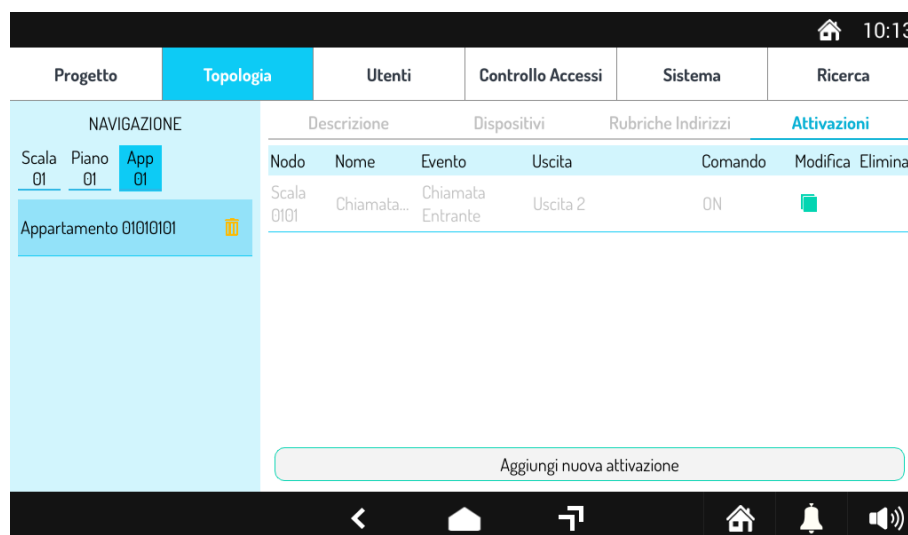 10:13
Progetto Topologia Utenti Controllo Accessi Sistema Ricerca
NAVIGAZIONE
Descrizione Dispositivi Rubriche Indirizzi Attivazioni
Scala 01 Piano 01 App 01
Nodo Nome Evento Uscita Comando Modifica Elimina
Scala 0101 Chiamata... Chiamata Entrante Uscita 2 ON
Appartamento 01010101
Aggiungi nuova attivazione